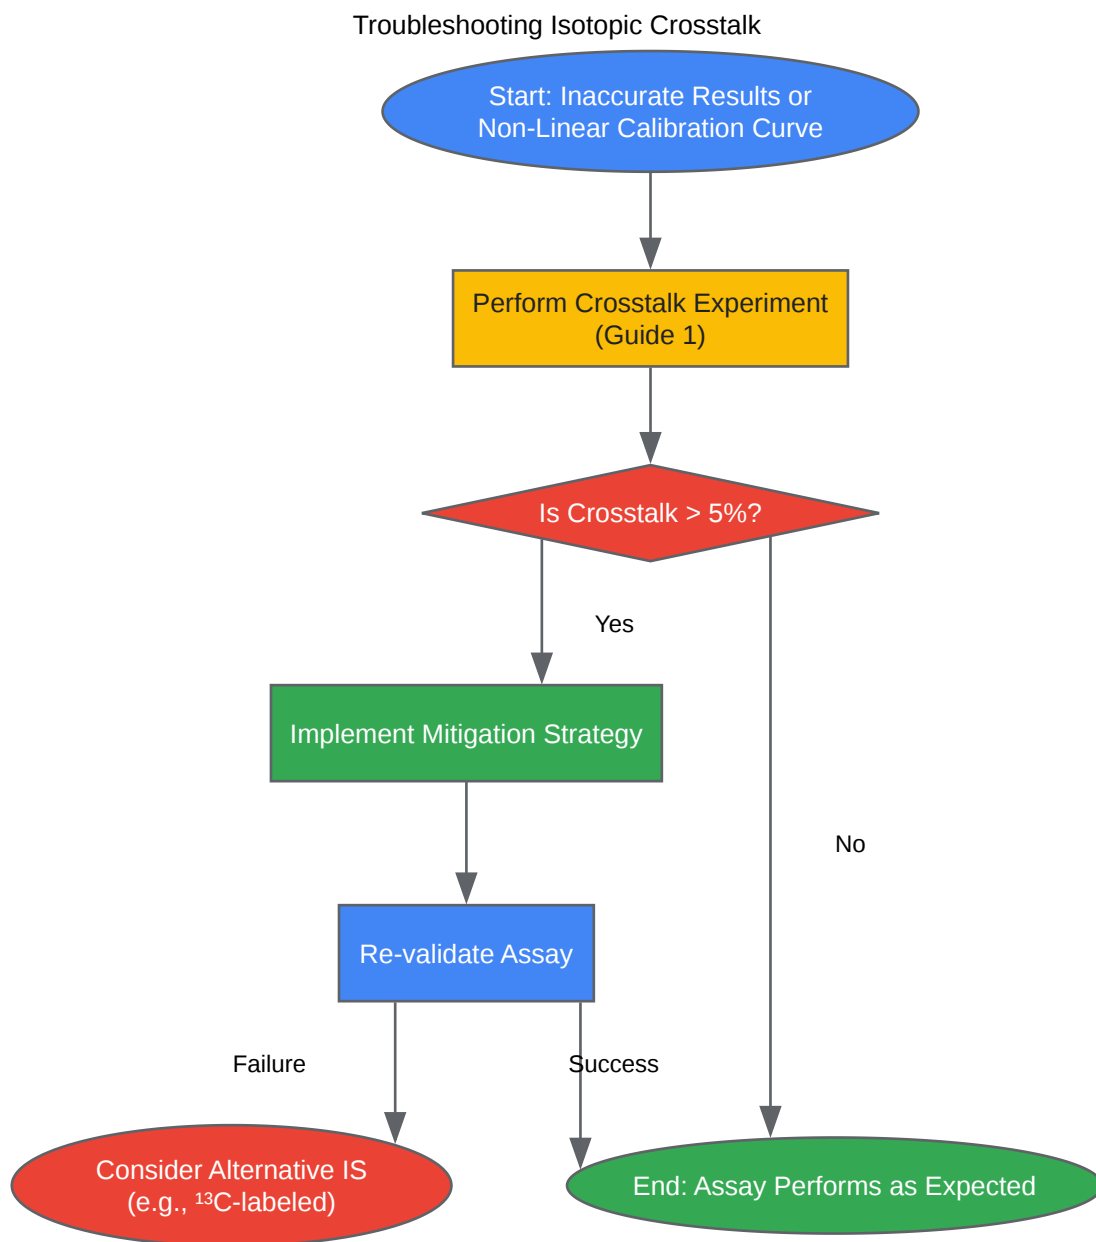 Troubleshooting Isotopic Crosstalk
Start: Inaccurate Results or
Non-Linear Calibration Curve
Perform Crosstalk Experiment
(Guide 1)
Is Crosstalk > 5%?
Yes
Implement Mitigation Strategy
No
Re-validate Assay
Failure
Success
Consider Alternative IS
(e.g., ¹³C-labeled)
End: Assay Performs as Expected